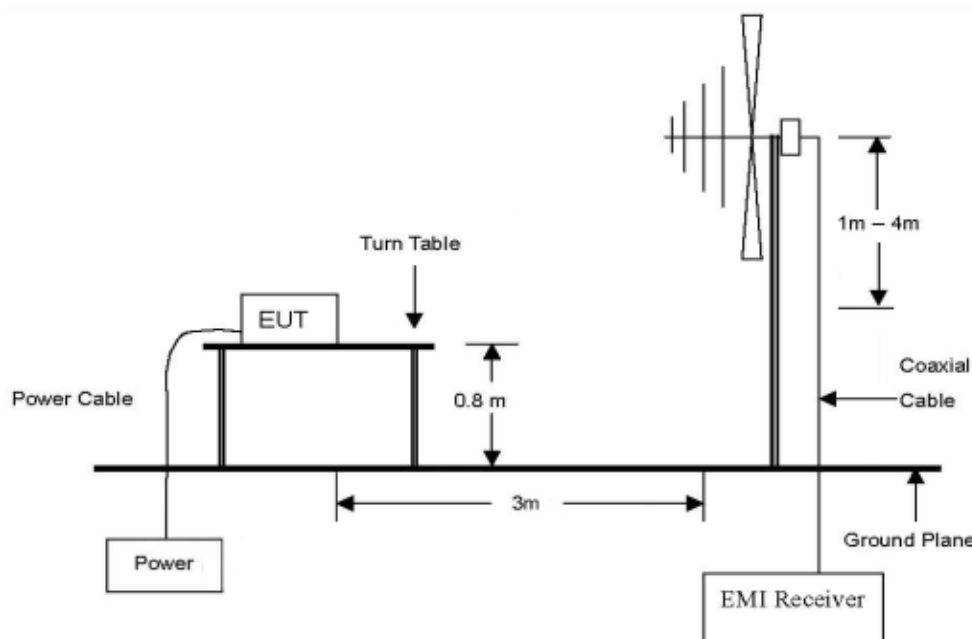 1m – 4m
Turn Table
EUT
Coaxial
Cable
Power Cable
0.8 m
3m
Ground Plane
Power
EMI Receiver